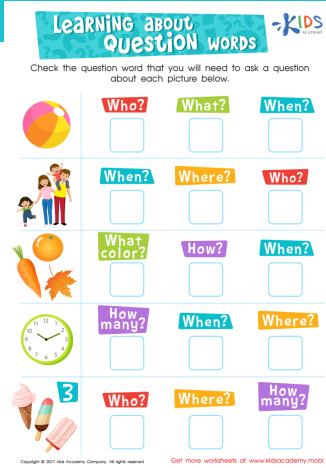 Learning about
Question words
KIDS
ACADEMY
Check the question word that you will need to ask a question
about each picture below.
Who? What? When?
When? Where? Who?
What
color? How? When?
How
many? When? Where?
3
Who? Where? How
many?
Copyright © 2017 Kids Academy Company. All rights reserved
Get more worksheets at www.kidsacademy.mobi